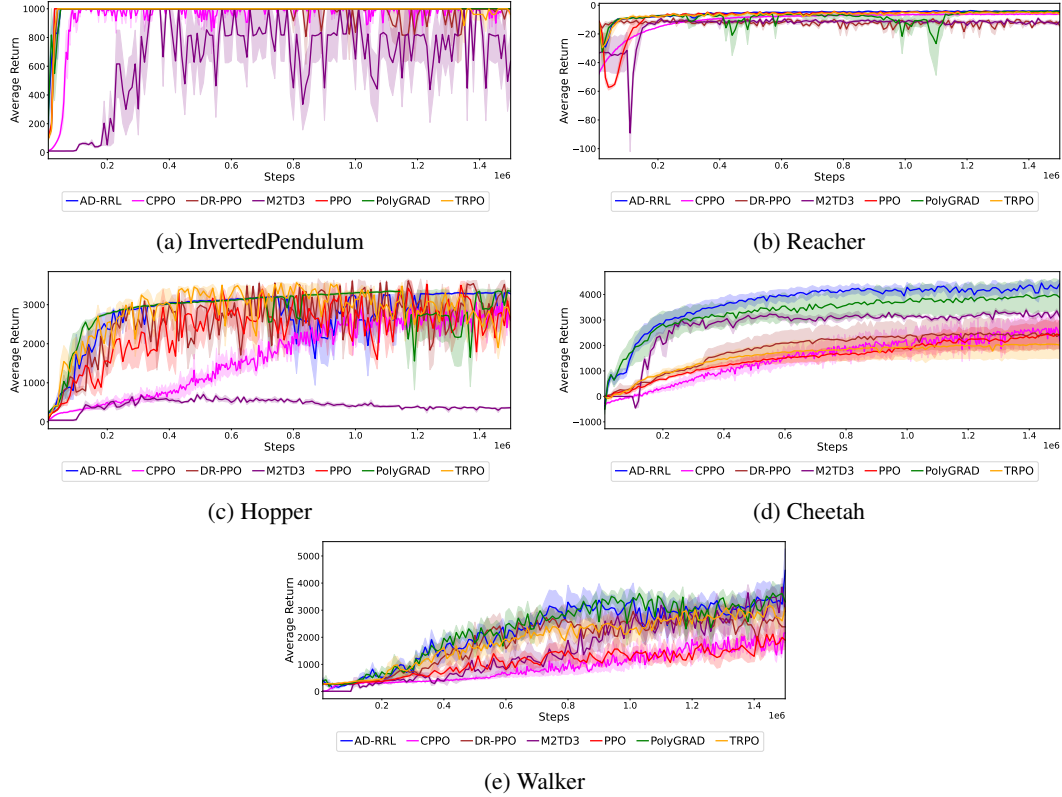 1000
800
600
400
200
0
Average Return
0.2 0.4 0.6 0.8 1.0 1.2 1.4
1e6
Steps
AD-RRL CPPO DR-PPO M2TD3 PPO PolyGRAD TRPO
(a) InvertedPendulum
0
−20
−40
−60
−80
−100
Average Return
0.2 0.4 0.6 0.8 1.0 1.2 1.4
1e6
Steps
AD-RRL CPPO DR-PPO M2TD3 PPO PolyGRAD TRPO
(b) Reacher
3000
2000
1000
0
Average Return
0.2 0.4 0.6 0.8 1.0 1.2 1.4
1e6
Steps
AD-RRL CPPO DR-PPO M2TD3 PPO PolyGRAD TRPO
(c) Hopper
4000
3000
2000
1000
0
−1000
Average Return
0.2 0.4 0.6 0.8 1.0 1.2 1.4
1e6
Steps
AD-RRL CPPO DR-PPO M2TD3 PPO PolyGRAD TRPO
(d) Cheetah
5000
4000
3000
2000
1000
0
Average Return
0.2 0.4 0.6 0.8 1.0 1.2 1.4
1e6
Steps
AD-RRL CPPO DR-PPO M2TD3 PPO PolyGRAD TRPO
(e) Walker